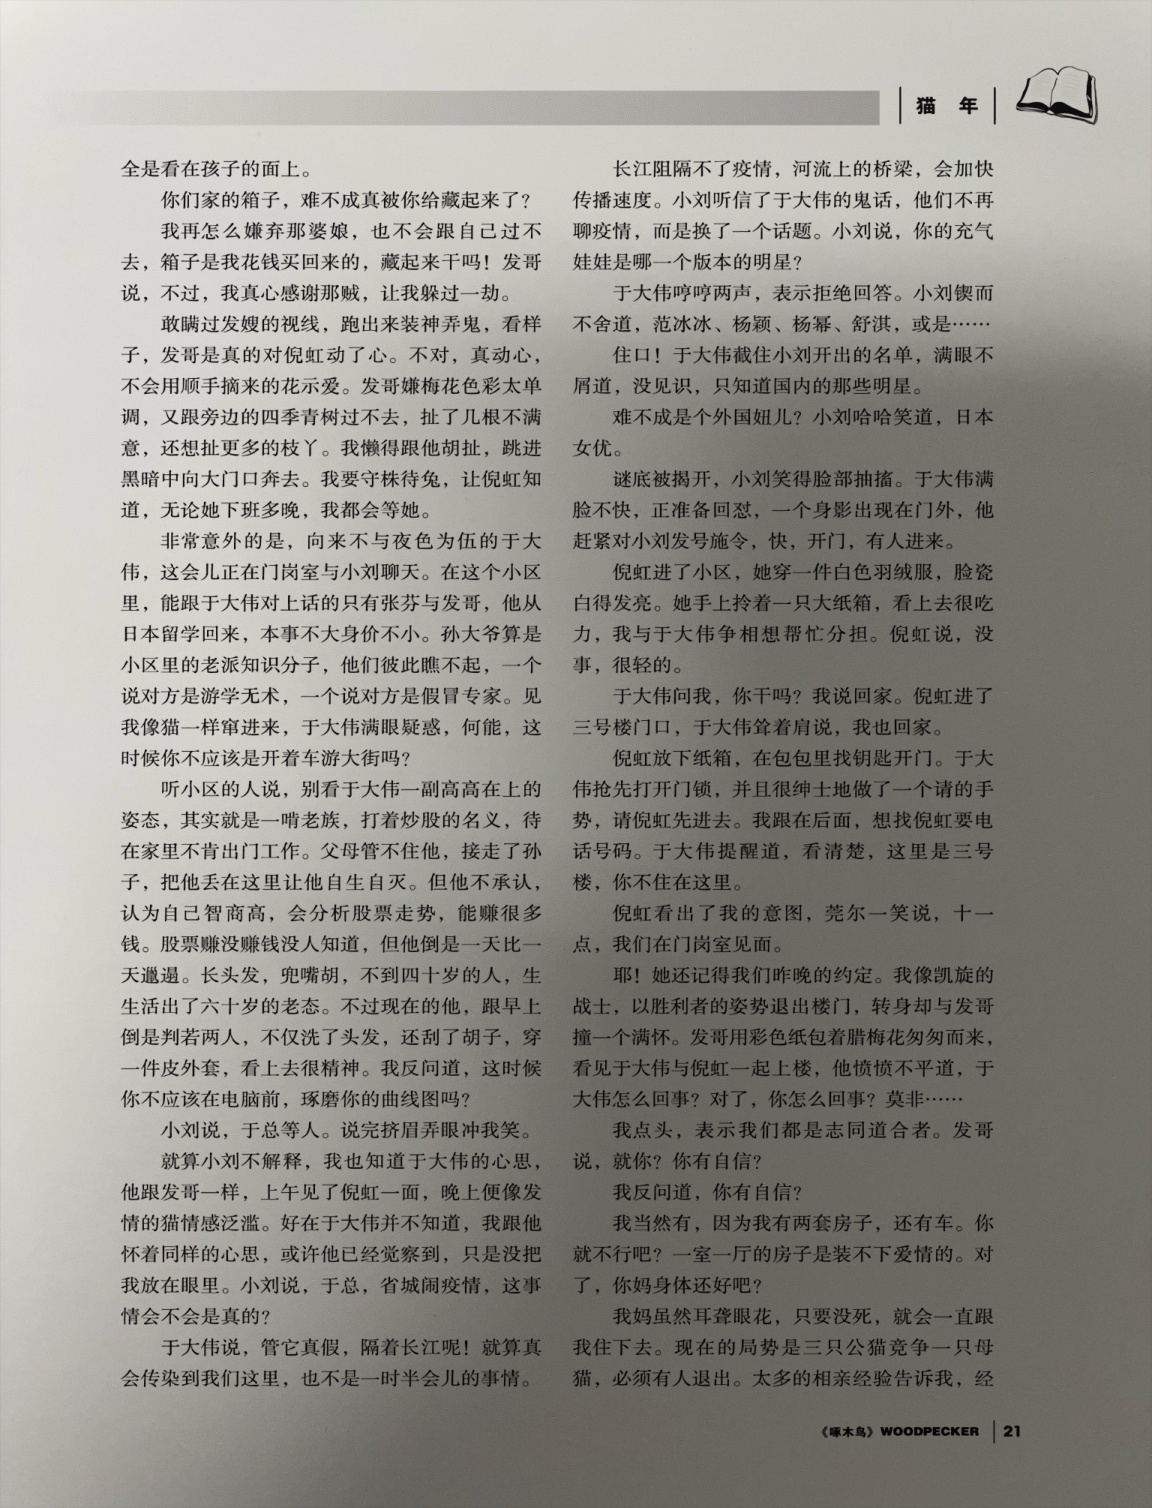 猫 年
全是看在孩子的面上。
你们家的箱子，难不成真被你给藏起来了？
我再怎么嫌弃那婆娘，也不会跟自己过不
去，箱子是我花钱买回来的，藏起来干吗！发哥
说，不过，我真心感谢那贼，让我躲过一劫。
敢瞒过发嫂的视线，跑出来装神弄鬼，看样
子，发哥是真的对倪虹动了心。不对，真动心，
不会用顺手摘来的花示爱。发哥嫌梅花色彩太单
调，又跟旁边的四季青树过不去，扯了几根不满
意，还想扯更多的枝丫。我懒得跟他胡扯，跳进
黑暗中向大门口奔去。我要守株待兔，让倪虹知
道，无论她下班多晚，我都会等她。
非常意外的是，向来不与夜色为伍的于大
伟，这会儿正在门岗室与小刘聊天。在这个小区
里，能跟于大伟对上话的只有张芬与发哥，他从
日本留学回来，本事不大身价不小。孙大爷算是
小区里的老派知识分子，他们彼此瞧不起，一个
说对方是游学无术，一个说对方是假冒专家。见
我像猫一样窜进来，于大伟满眼疑惑，何能，这
时候你不应该是开着车游大街吗？
听小区的人说，别看于大伟一副高高在上的
姿态，其实就是一啃老族，打着炒股的名义，待
在家里不肯出门工作。父母管不住他，接走了孙
子，把他丢在这里让他自生自灭。但他不承认，
认为自己智商高，会分析股票走势，能赚很多
钱。股票赚没赚钱没人知道，但他倒是一天比一
天邋遢。长头发，兜嘴胡，不到四十岁的人，生
生活出了六十岁的老态。不过现在的他，跟早上
倒是判若两人，不仅洗了头发，还刮了胡子，穿
一件皮外套，看上去很精神。我反问道，这时候
你不应该在电脑前，琢磨你的曲线图吗？
小刘说，于总等人。说完挤眉弄眼冲我笑。
就算小刘不解释，我也知道于大伟的心思，
他跟发哥一样，上午见了倪虹一面，晚上便像发
情的猫情感泛滥。好在于大伟并不知道，我跟他
怀着同样的心思，或许他已经觉察到，只是没把
我放在眼里。小刘说，于总，省城闹疫情，这事
情会不会是真的？
于大伟说，管它真假，隔着长江呢！就算真
会传染到我们这里，也不是一时半会儿的事情。
长江阻隔不了疫情，河流上的桥梁，会加快
传播速度。小刘听信了于大伟的鬼话，他们不再
聊疫情，而是换了一个话题。小刘说，你的充气
娃娃是哪一个版本的明星？
于大伟哼哼两声，表示拒绝回答。小刘锲而
不舍道，范冰冰、杨颖、杨幂、舒淇，或是……
住口！于大伟截住小刘开出的名单，满眼不
屑道，没见识，只知道国内的那些明星。
难不成是个外国妞儿？小刘哈哈笑道，日本
女优。
谜底被揭开，小刘笑得脸部抽搐。于大伟满
脸不快，正准备回怼，一个身影出现在门外，他
赶紧对小刘发号施令，快，开门，有人进来。
倪虹进了小区，她穿一件白色羽绒服，脸瓷
白得发亮。她手上拎着一只大纸箱，看上去很吃
力，我与于大伟争相想帮忙分担。倪虹说，没
事，很轻的。
于大伟问我，你干吗？我说回家。倪虹进了
三号楼门口，于大伟耸着肩说，我也回家。
倪虹放下纸箱，在包包里找钥匙开门。于大
伟抢先打开门锁，并且很绅士地做了一个请的手
势，请倪虹先进去。我跟在后面，想找倪虹要电
话号码。于大伟提醒道，看清楚，这里是三号
楼，你不住在这里。
倪虹看出了我的意图，莞尔一笑说，十一
点，我们在门岗室见面。
耶！她还记得我们昨晚的约定。我像凯旋的
战士，以胜利者的姿势退出楼门，转身却与发哥
撞一个满怀。发哥用彩色纸包着腊梅花匆匆而来，
看见于大伟与倪虹一起上楼，他愤愤不平道，于
大伟怎么回事？对了，你怎么回事？莫非……
我点头，表示我们都是志同道合者。发哥
说，就你？你有自信？
我反问道，你有自信？
我当然有，因为我有两套房子，还有车。你
就不行吧？一室一厅的房子是装不下爱情的。对
了，你妈身体还好吧？
我妈虽然耳聋眼花，只要没死，就会一直跟
我住下去。现在的局势是三只公猫竞争一只母
猫，必须有人退出。太多的相亲经验告诉我，经
《啄木鸟》WOODPECKER 21